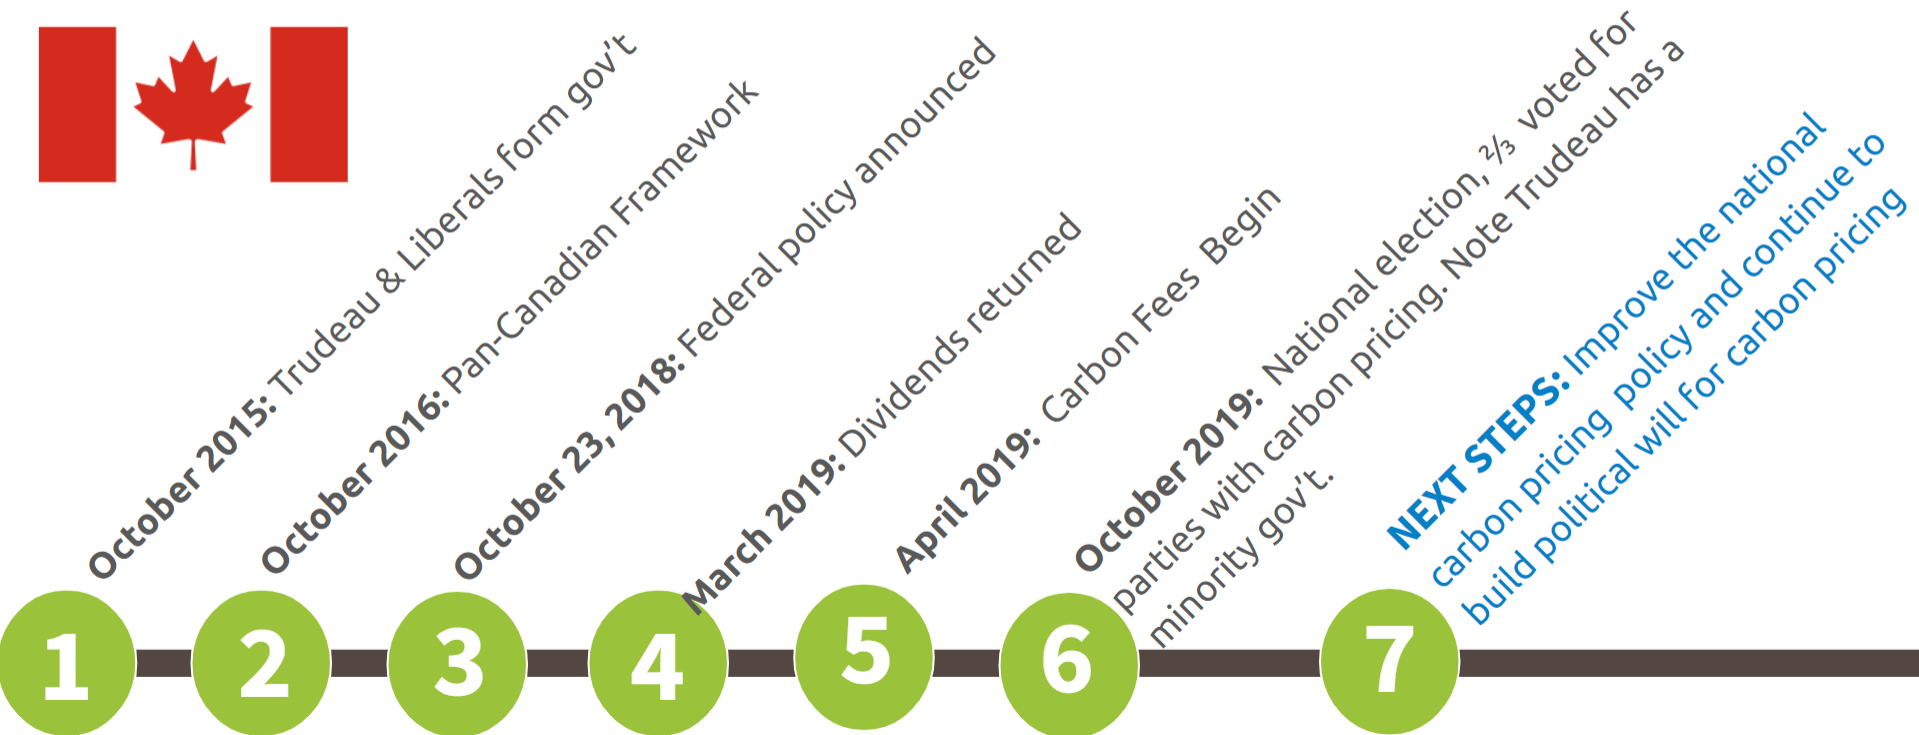 October 2015: Trudeau & Liberals form gov't
October 2016: Pan-Canadian Framework
October 23, 2018: Federal policy announced
March 2019: Dividends returned
April 2019: Carbon Fees Begin
October 2019: National election, ⅔ voted for
parties with carbon pricing. Note Trudeau has a
minority gov't.
NEXT STEPS: Improve the national
carbon pricing policy and continue to
build political will for carbon pricing
1
2
3
4
5
6
7